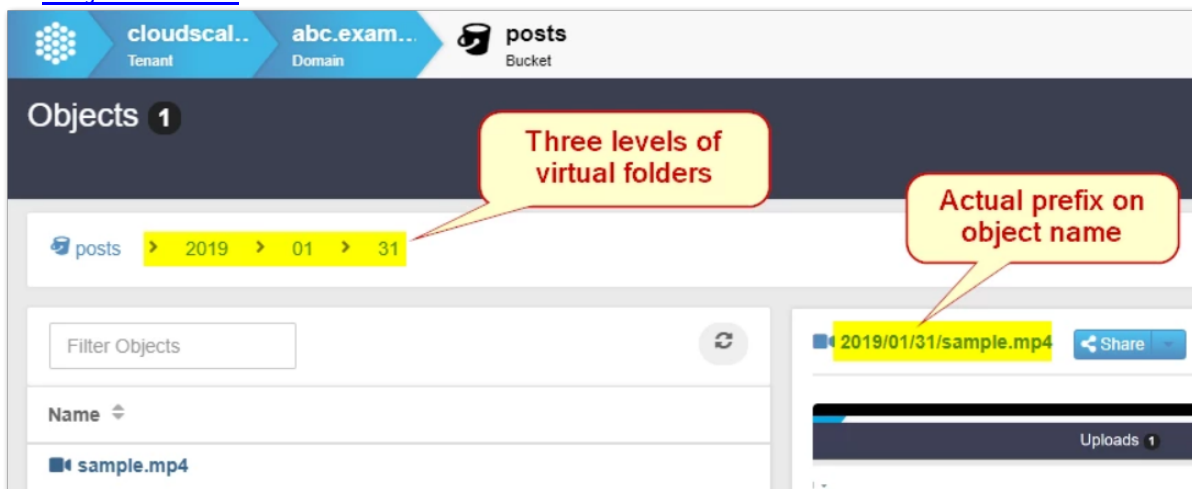 cloudscal.. abc.exam... posts
Tenant Domain Bucket
Objects 1
Three levels of
virtual folders
Actual prefix on
object name
posts > 2019 > 01 > 31
Filter Objects
2019/01/31/sample.mp4 Share
Name
Uploads 1
sample.mp4